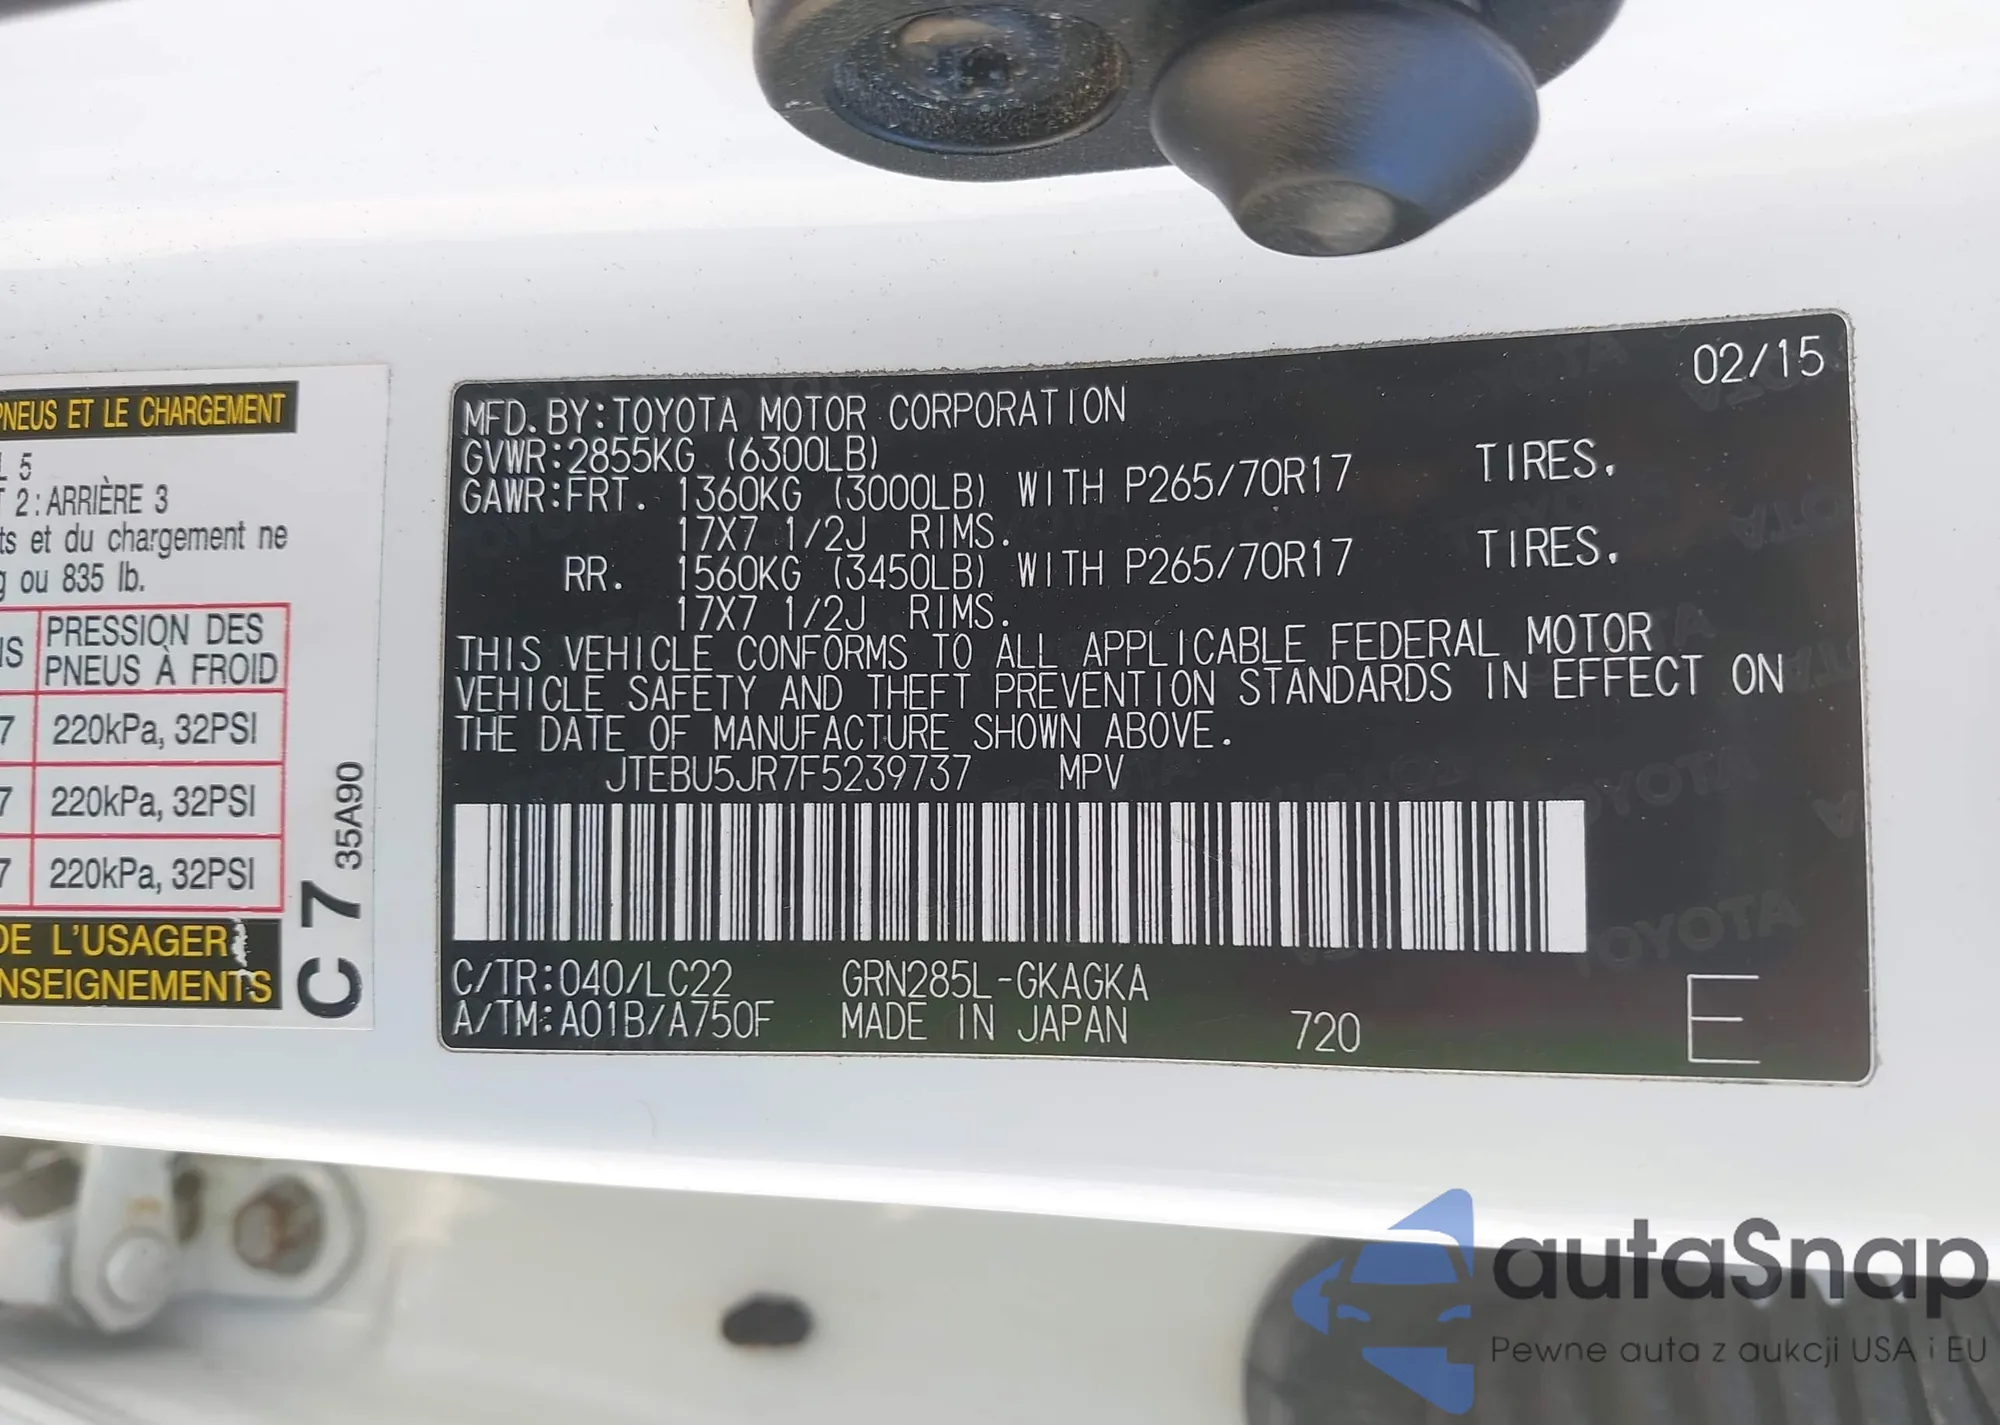 PNEUS ET LE CHARGEMENT
L 5
T 2: ARRIÈRE 3
ts et du chargement ne
g ou 835 lb.
PRESSION DES
PNEUS À FROID
NS
7 220kPa, 32PSI
7 220kPa, 32PSI
7 220kPa, 32PSI
DE L'USAGER
NSEIGNEMENTS
C 7 35A90
02/15
MFD. BY:TOYOTA MOTOR CORPORATION
GVWR:2855KG (6300LB)
GAWR:FRT. 1360KG (3000LB) WITH P265/70R17 TIRES.
17X7 1/2J RIMS.
RR. 1560KG (3450LB) WITH P265/70R17 TIRES.
17X7 1/2J RIMS.
THIS VEHICLE CONFORMS TO ALL APPLICABLE FEDERAL MOTOR
VEHICLE SAFETY AND THEFT PREVENTION STANDARDS IN EFFECT ON
THE DATE OF MANUFACTURE SHOWN ABOVE.
JTEBU5JR7F5239737 MPV
C/TR:040/LC22 GRN285L-GKAGKA
A/TM:A01B/A750F MADE IN JAPAN 720 E
autaSnap
Pewne auta z aukcji USA i EU